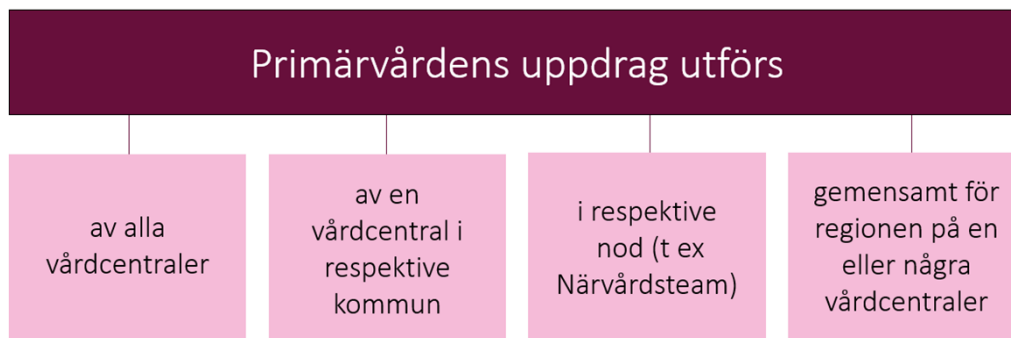 Primärvårdens uppdrag utförs
av alla
vårdcentraler
av en
vårdcentral i
respektive
kommun
i respektive
nod (t ex
Närvårdsteam)
gemensamt för
regionen på en
eller några
vårdcentraler